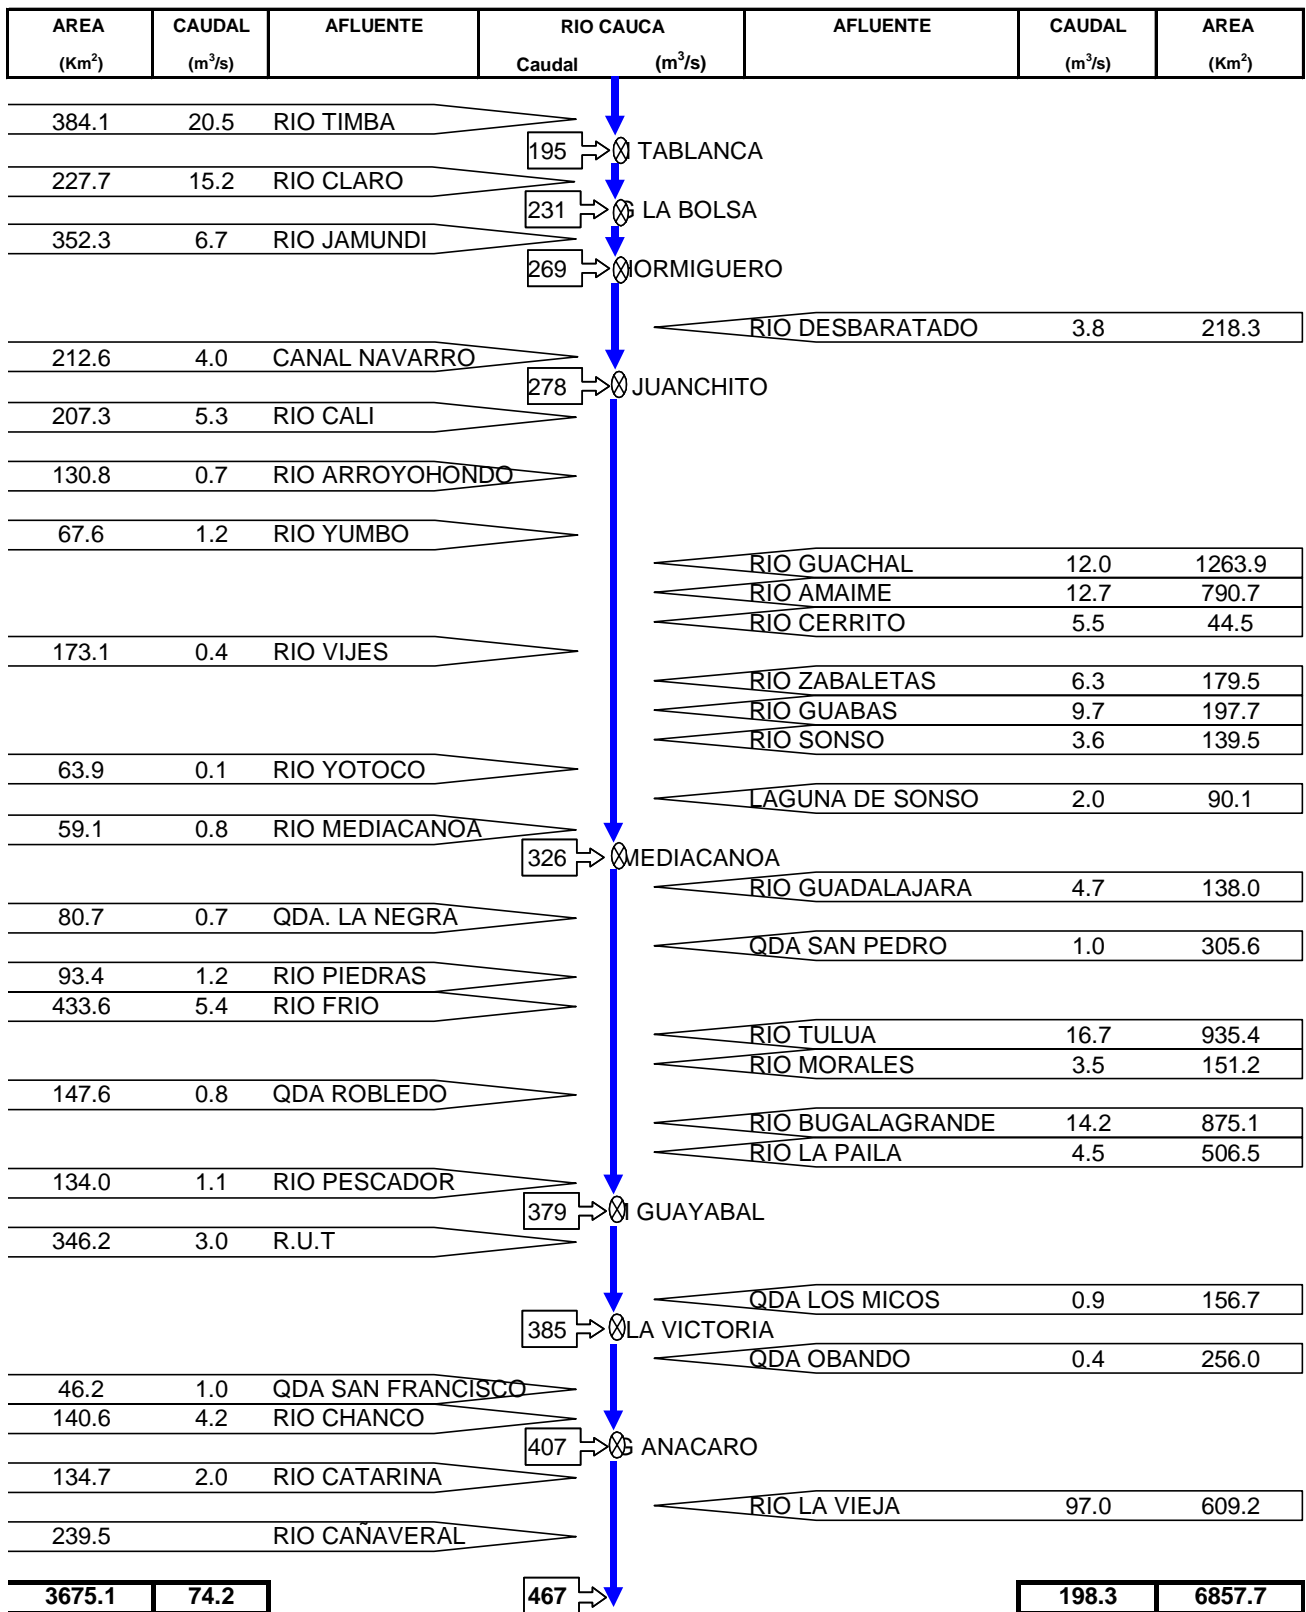 AREA CAUDAL AFLUENTE RIO CAUCA AFLUENTE CAUDAL AREA
(Km²) (m³/s) Caudal (m³/s) (m³/s) (Km²)
384.1 20.5 RIO TIMBA
195 TABLANCA
227.7 15.2 RIO CLARO
231 G LA BOLSA
352.3 6.7 RIO JAMUNDI
269 HORMIGUERO
RIO DESBARATADO 3.8 218.3
212.6 4.0 CANAL NAVARRO
278 JUANCHITO
207.3 5.3 RIO CALI
130.8 0.7 RIO ARROYOHONDO
67.6 1.2 RIO YUMBO
RIO GUACHAL 12.0 1263.9
RIO AMAIME 12.7 790.7
RIO CERRITO 5.5 44.5
173.1 0.4 RIO VIJES
RIO ZABALETAS 6.3 179.5
RIO GUABAS 9.7 197.7
RIO SONSO 3.6 139.5
63.9 0.1 RIO YOTOCO
LAGUNA DE SONSO 2.0 90.1
59.1 0.8 RIO MEDIACANOA
326 MEDIACANOA
RIO GUADALAJARA 4.7 138.0
80.7 0.7 QDA. LA NEGRA
QDA SAN PEDRO 1.0 305.6
93.4 1.2 RIO PIEDRAS
433.6 5.4 RIO FRIO
RIO TULUA 16.7 935.4
RIO MORALES 3.5 151.2
147.6 0.8 QDA ROBLEDO
RIO BUGALAGRANDE 14.2 875.1
RIO LA PAILA 4.5 506.5
134.0 1.1 RIO PESCADOR
379 GUAYABAL
346.2 3.0 R.U.T
QDA LOS MICOS 0.9 156.7
385 LA VICTORIA
QDA OBANDO 0.4 256.0
46.2 1.0 QDA SAN FRANCISCO
140.6 4.2 RIO CHANCO
407 G ANACARO
134.7 2.0 RIO CATARINA
RIO LA VIEJA 97.0 609.2
239.5 RIO CAÑAVERAL
3675.1 74.2 467 198.3 6857.7